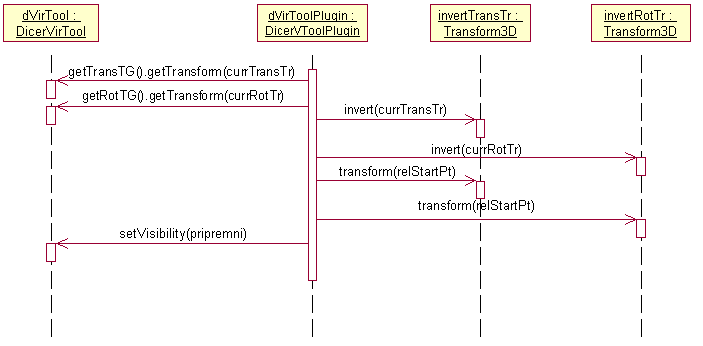 dVirTool :
DicerVirTool
dVirToolPlugin :
DicerVToolPlugin
invertTransTr :
Transform3D
invertRotTr :
Transform3D
getTransTG().getTransform(currTransTr)
getRotTG().getTransform(currRotTr)
invert(currTransTr)
invert(currRotTr)
transform(relStartPt)
transform(relStartPt)
setVisibility(pripremni)